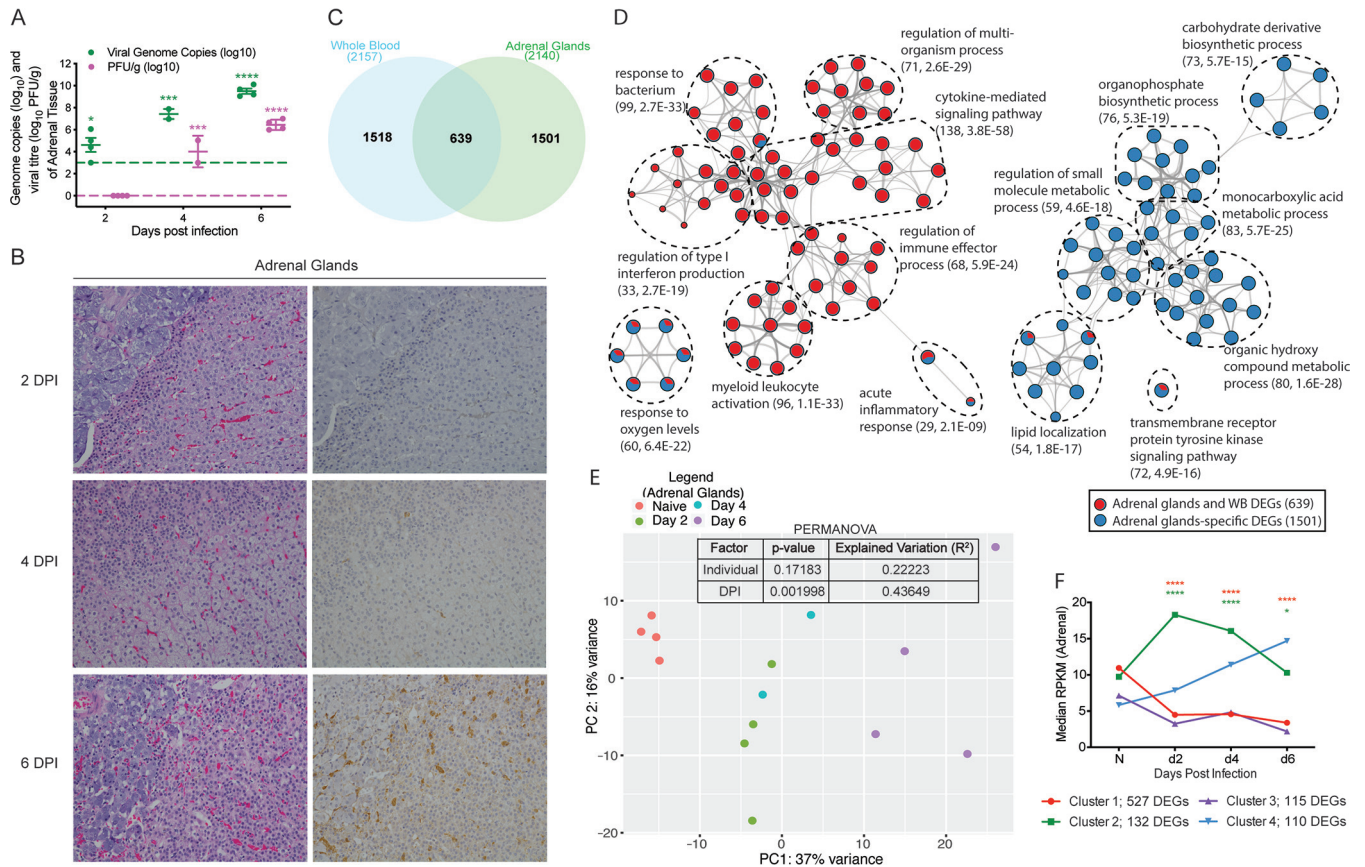 A
Viral Genome Copies (log10)
PFU/g (log10)
Genome copies (log10) and
viral titre (log10 PFU/g)
of Adrenal Tissue
12
10
8
6
4
2
0
*
***
***
****
****
2
4
6
Days post infection
B
Adrenal Glands
2 DPI
4 DPI
6 DPI
C
Whole Blood
(2157)
Adrenal Glands
(2140)
1518
639
1501
D
response to
bacterium
(99, 2.7E-33)
regulation of multi-
organism process
(71, 2.6E-29)
cytokine-mediated
signaling pathway
(138, 3.8E-58)
regulation of type I
interferon production
(33, 2.7E-19)
regulation of
immune effector
process (68, 5.9E-24)
response to
oxygen levels
(60, 6.4E-22)
myeloid leukocyte
activation (96, 1.1E-33)
acute
inflammatory
response (29, 2.1E-09)
carbohydrate derivative
biosynthetic process
(73, 5.7E-15)
organophosphate
biosynthetic process
(76, 5.3E-19)
regulation of small
molecule metabolic
process (59, 4.6E-18)
monocarboxylic acid
metabolic process
(83, 5.7E-25)
organic hydroxy
compound metabolic
process (80, 1.6E-28)
lipid localization
(54, 1.8E-17)
transmembrane receptor
protein tyrosine kinase
signaling pathway
(72, 4.9E-16)
Adrenal glands and WB DEGs (639)
Adrenal glands-specific DEGs (1501)
E
Legend
(Adrenal Glands)
Naive
Day 4
Day 2
Day 6
PERMANOVA
Factor p-value Explained Variation (R²)
Individual 0.17183 0.22223
DPI 0.001998 0.43649
PC 2: 16% variance
20
10
0
-10
-20
-10
0
10
20
PC1: 37% variance
F
****
****
****
****
****
*
Median RPKM (Adrenal)
20
15
10
5
0
N
d2
d4
d6
Days Post Infection
Cluster 1; 527 DEGs
Cluster 3; 115 DEGs
Cluster 2; 132 DEGs
Cluster 4; 110 DEGs